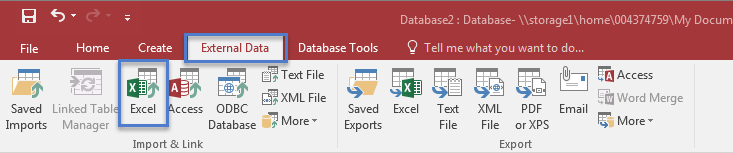 Database2 : Database- \\storage1\home\004374759\My Docum
File Home Create External Data Database Tools Tell me what you want to do...
Saved Imports
Linked Table Manager
Excel
Access
ODBC Database
Text File
XML File
More
Import & Link
Saved Exports
Excel
Text File
XML File
PDF or XPS
Email
Access
Word Merge
More
Export